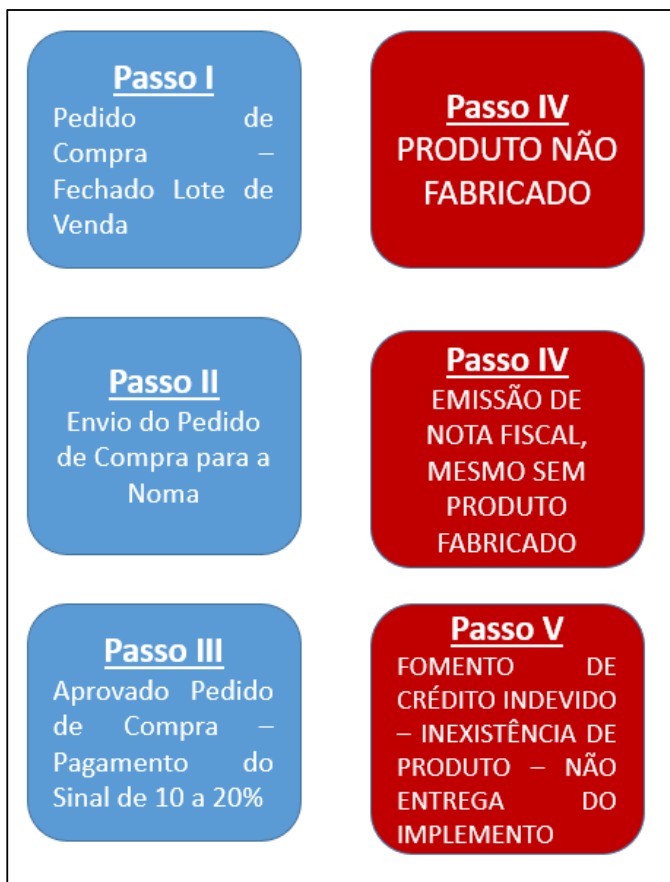 Passo I
Pedido de
Compra –
Fechado Lote de
Venda
Passo II
Envio do Pedido
de Compra para a
Noma
Passo III
Aprovado Pedido
de Compra –
Pagamento do
Sinal de 10 a 20%
Passo IV
PRODUTO NÃO
FABRICADO
Passo IV
EMISSÃO DE
NOTA FISCAL,
MESMO SEM
PRODUTO
FABRICADO
Passo V
FOMENTO DE
CRÉDITO INDEVIDO
– INEXISTÊNCIA DE
PRODUTO – NÃO
ENTREGA DO
IMPLEMENTO